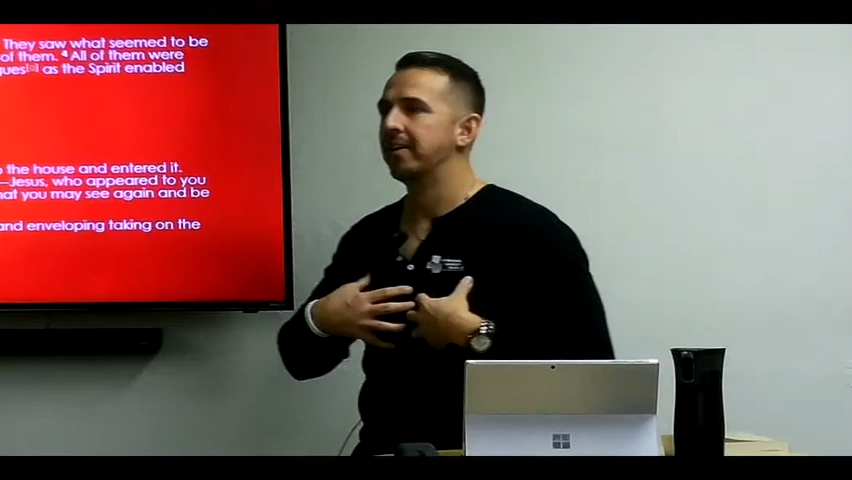 They saw what seemed to be
of them. 4 All of them were
as the Spirit enabled
the house and entered it.
—Jesus, who appeared to you
you may see again and be
and enveloping taking on the